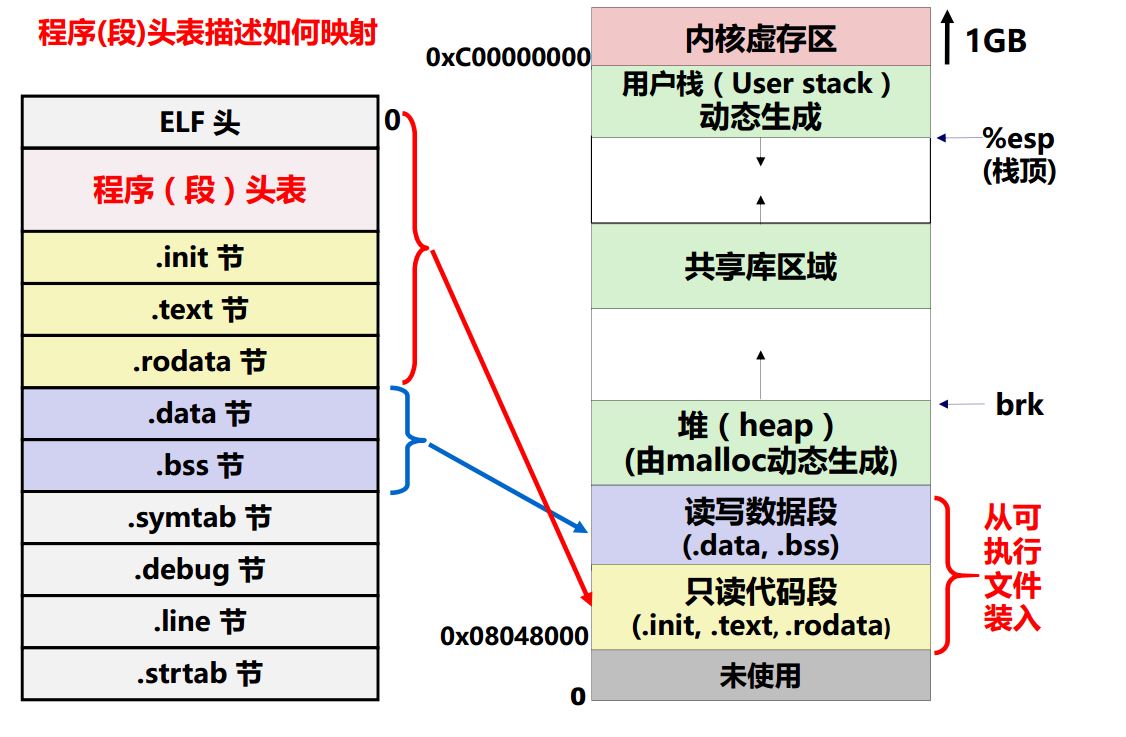 程序(段)头表描述如何映射
ELF 头
0
程序（段）头表
.init 节
.text 节
.rodata 节
.data 节
.bss 节
.symtab 节
.debug 节
.line 节
.strtab 节
0xC00000000
内核虚存区
1GB
用户栈（User stack）
动态生成
%esp
(栈顶)
共享库区域
brk
堆（heap）
(由malloc动态生成)
读写数据段
(.data, .bss)
只读代码段
(.init, .text, .rodata)
0x08048000
未使用
0
从可
执行
文件
装入